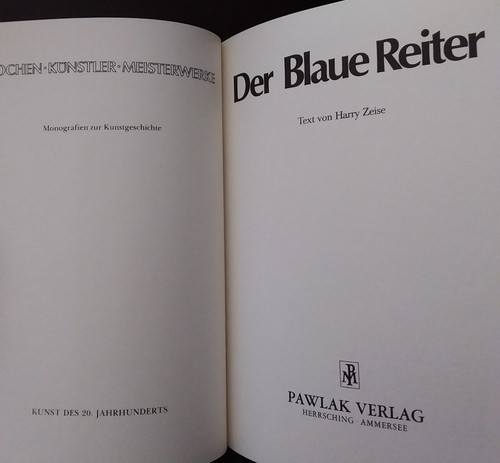 OCHEN · KÜNSTLER · MEISTERWERKE
Monografien zur Kunstgeschichte
KUNST DES 20. JAHRHUNDERTS
Der Blaue Reiter
Text von Harry Zeise
PAWLAK VERLAG
HERRSCHING AMMERSEE